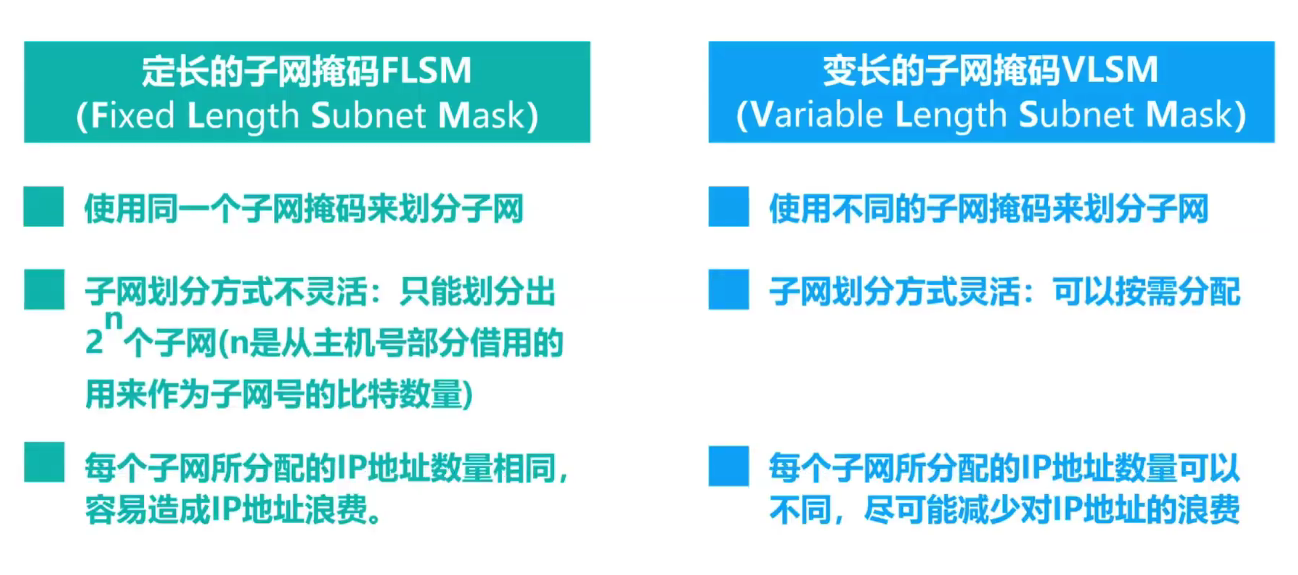 定长的子网掩码FLSM
(Fixed Length Subnet Mask)
使用同一个子网掩码来划分子网
子网划分方式不灵活：只能划分出
2^n个子网(n是从主机号部分借用的
用来作为子网号的比特数量)
每个子网所分配的IP地址数量相同，
容易造成IP地址浪费。
变长的子网掩码VLSM
(Variable Length Subnet Mask)
使用不同的子网掩码来划分子网
子网划分方式灵活：可以按需分配
每个子网所分配的IP地址数量可以
不同，尽可能减少对IP地址的浪费